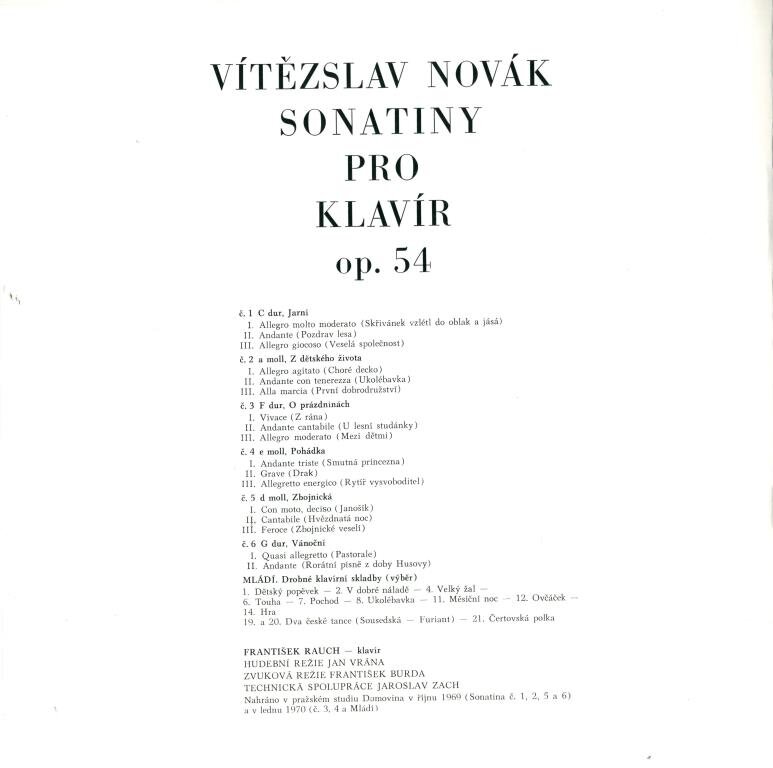 VÍTĚZSLAV NOVÁK
SONATINY
PRO
KLAVÍR
op. 54
č. 1 C dur, Jarní
I. Allegro molto moderato (Skřivánek vzlétl do oblak a jásá)
II. Andante (Pozdrav lesa)
III. Allegro giocoso (Veselá společnost)
č. 2 a moll, Z dětského života
I. Allegro agitato (Choré děcko)
II. Andante con tenerezza (Ukolébavka)
III. Alla marcia (První dobrodružství)
č. 3 F dur, O prázdninách
I. Vivace (Z rána)
II. Andante cantabile (U lesní studánky)
III. Allegro moderato (Mezi dětmi)
č. 4 e moll, Pohádka
I. Andante triste (Smutná princezna)
II. Grave (Drak)
III. Allegretto energico (Rytíř vysvoboditel)
č. 5 d moll, Zbojnická
I. Con moto, deciso (Janošík)
II. Cantabile (Hvězdnatá noc)
III. Feroce (Zbojnické veselí)
č. 6 G dur, Vánoční
I. Quasi allegretto (Pastorale)
II. Andante (Rorátní písně z doby Husovy)
MLÁDÍ. Drobné klavírní skladby (výběr)
1. Dětský popěvek — 2. V dobré náladě — 4. Velký žal —
6. Touha — 7. Pochod — 8. Ukolébavka — 11. Měsíční noc — 12. Ovčáček —
14. Hra
19. a 20. Dva české tance (Sousedská — Furiant) — 21. Čertovská polka
FRANTIŠEK RAUCH — klavír
HUDEBNÍ REŽIE JAN VRÁNA
ZVUKOVÁ REŽIE FRANTIŠEK BURDA
TECHNICKÁ SPOLUPRÁCE JAROSLAV ZACH
Nahráno v pražském studiu Domovina v říjnu 1969 (Sonatina č. 1, 2, 5 a 6)
a v lednu 1970 (č. 3, 4 a Mládí)